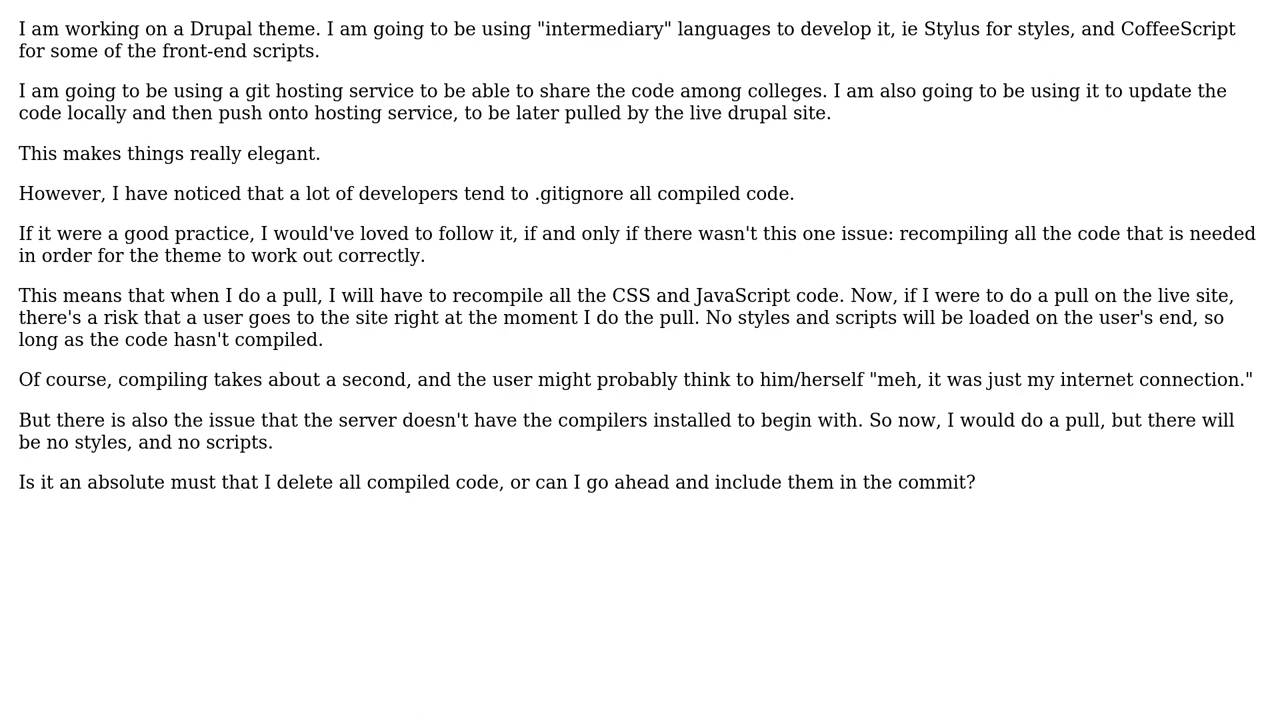 I am working on a Drupal theme. I am going to be using "intermediary" languages to develop it, ie Stylus for styles, and CoffeeScript
for some of the front-end scripts.
I am going to be using a git hosting service to be able to share the code among colleges. I am also going to be using it to update the
code locally and then push onto hosting service, to be later pulled by the live drupal site.
This makes things really elegant.
However, I have noticed that a lot of developers tend to .gitignore all compiled code.
If it were a good practice, I would've loved to follow it, if and only if there wasn't this one issue: recompiling all the code that is needed
in order for the theme to work out correctly.
This means that when I do a pull, I will have to recompile all the CSS and JavaScript code. Now, if I were to do a pull on the live site,
there's a risk that a user goes to the site right at the moment I do the pull. No styles and scripts will be loaded on the user's end, so
long as the code hasn't compiled.
Of course, compiling takes about a second, and the user might probably think to him/herself "meh, it was just my internet connection."
But there is also the issue that the server doesn't have the compilers installed to begin with. So now, I would do a pull, but there will
be no styles, and no scripts.
Is it an absolute must that I delete all compiled code, or can I go ahead and include them in the commit?